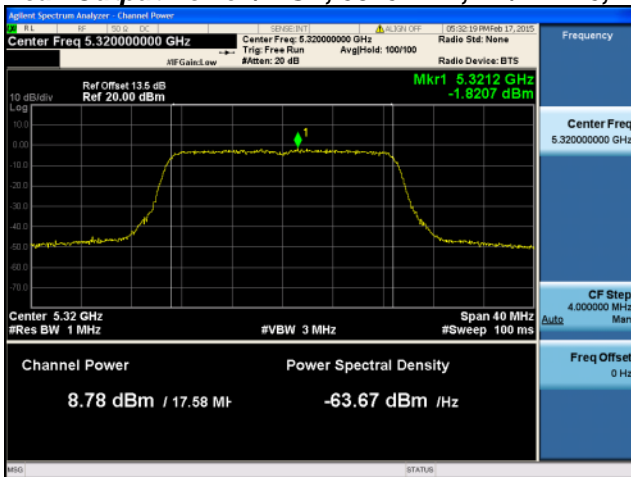 Agilent Spectrum Analyzer - Channel Power
RL RF 50 Ω DC SENSE:INT ALIGN OFF 05:32:19 PM Feb 17, 2015
Center Freq 5.320000000 GHz
Center Freq: 5.320000000 GHz
Radio Std: None
Trig: Free Run Avg|Hold: 100/100
#IFGain:Low #Atten: 20 dB Radio Device: BTS
Frequency
Mkr1 5.3212 GHz
-1.8207 dBm
Ref Offset 13.5 dB
10 dB/div Ref 20.00 dBm
Log
10.0
0.00
-10.0
-20.0
-30.0
-40.0
-50.0
-60.0
-70.0
1
Center 5.32 GHz Span 40 MHz
#Res BW 1 MHz #VBW 3 MHz #Sweep 100 ms
Center Freq
5.320000000 GHz
CF Step
4.000000 MHz
Auto Man
Freq Offset
0 Hz
Channel Power Power Spectral Density
8.78 dBm / 17.58 MH -63.67 dBm /Hz
MSG STATUS